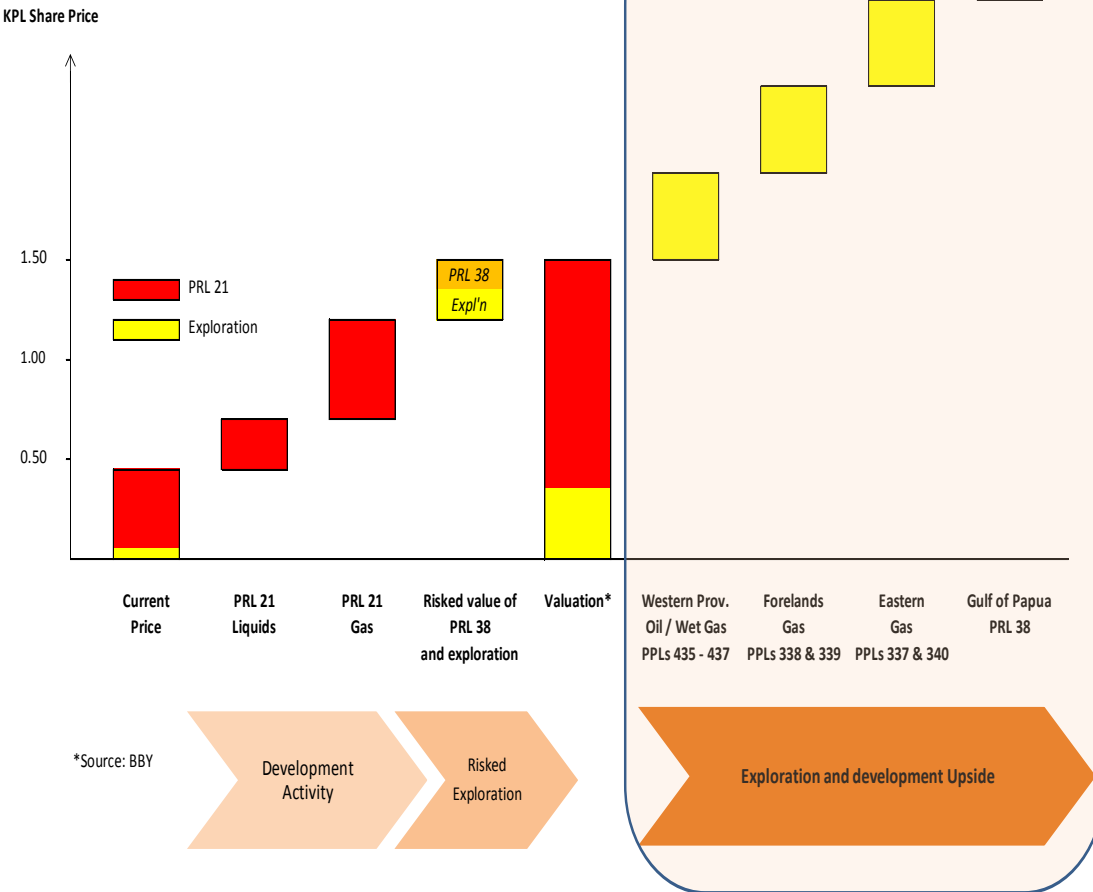 KPL Share Price
1.50
1.00
0.50
PRL 21
Exploration
PRL 38
Expl'n
Current
Price
PRL 21
Liquids
PRL 21
Gas
Risked value of
PRL 38
and exploration
Valuation*
Western Prov.
Oil / Wet Gas
PPLs 435 - 437
Forelands
Gas
PPLs 338 & 339
Eastern
Gas
PPLs 337 & 340
Gulf of Papua
PRL 38
*Source: BBY
Development
Activity
Risked
Exploration
Exploration and development Upside